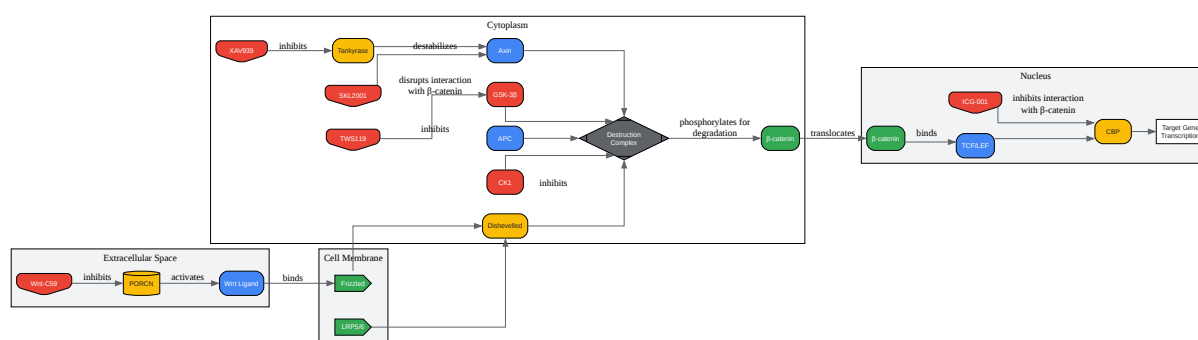 Cytoplasm
XAV939
inhibits
Tankyrase
destabilizes
Axin
SKL2001
disrupts interaction
with β-catenin
GSK-3β
TWS119
inhibits
APC
Destruction
Complex
CK1
inhibits
phosphorylates for
degradation
β-catenin
translocates
Dishevelled
Nucleus
ICG-001
inhibits interaction
with β-catenin
β-catenin
binds
TCF/LEF
CBP
Target Gene
Transcription
Extracellular Space
Wnt-C59
inhibits
PORCN
activates
Wnt Ligand
binds
Cell Membrane
Frizzled
LRP5/6